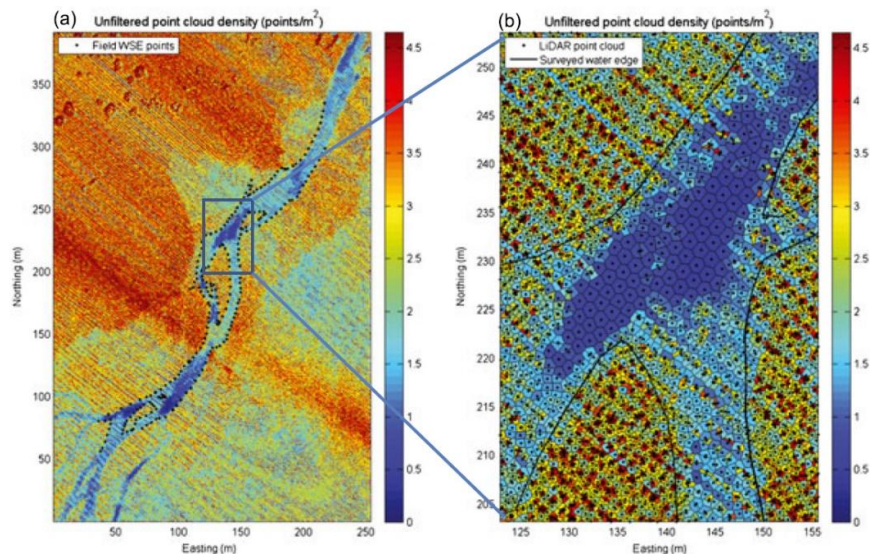 (a)
Unfiltered point cloud density (points/m²)
Field WSE points
350
300
250
200
150
100
50
Northing (m)
50 100 150 200 250
Easting (m)
4.5
4
3.5
3
2.5
2
1.5
1
0.5
0
(b)
Unfiltered point cloud density (points/m²)
LiDAR point cloud
Surveyed water edge
250
245
240
235
230
225
220
215
210
205
Northing (m)
125 130 135 140 145 150 155
Easting (m)
4.5
4
3.5
3
2.5
2
1.5
1
0.5
0